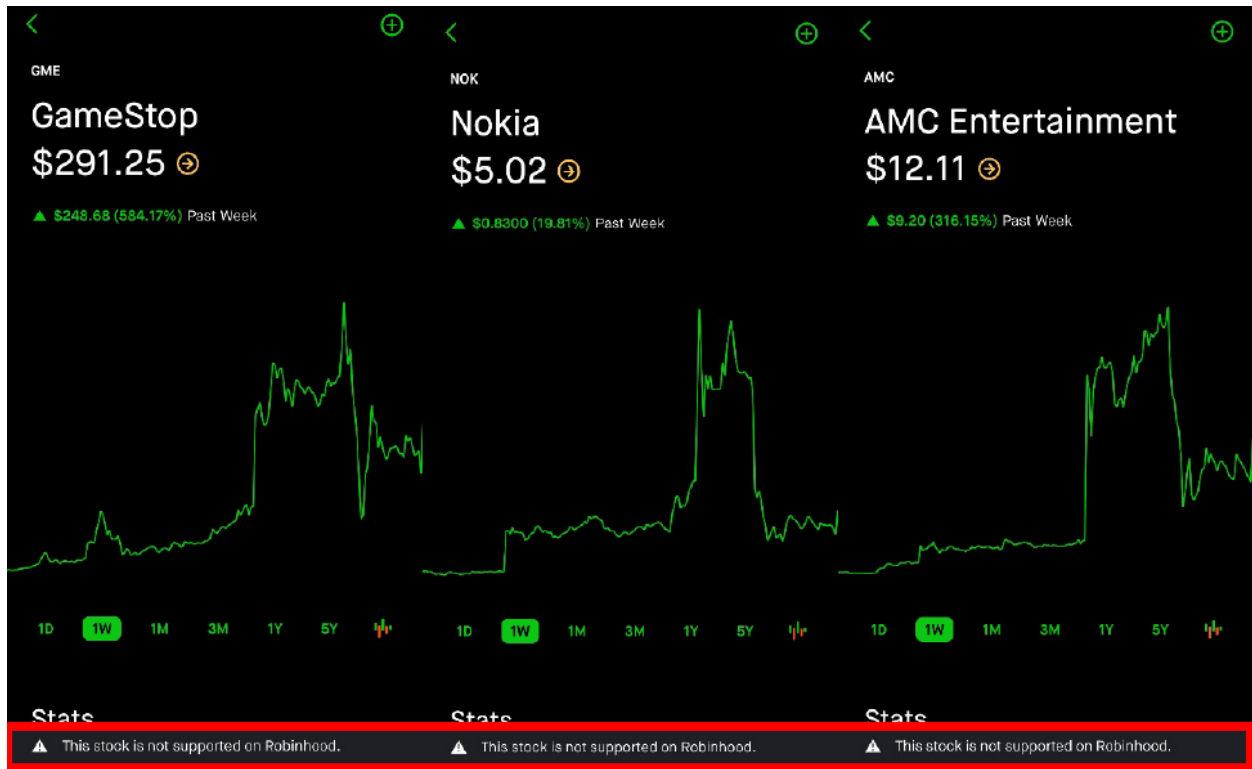 GME
GameStop
$291.25
$248.68 (584.17%) Past Week
1D 1W 1M 3M 1Y 5Y
Stats
This stock is not supported on Robinhood.
NOK
Nokia
$5.02
$0.8300 (19.81%) Past Week
1D 1W 1M 3M 1Y 5Y
Stats
This stock is not supported on Robinhood.
AMC
AMC Entertainment
$12.11
$9.20 (316.15%) Past Week
1D 1W 1M 3M 1Y 5Y
Stats
This stock is not supported on Robinhood.